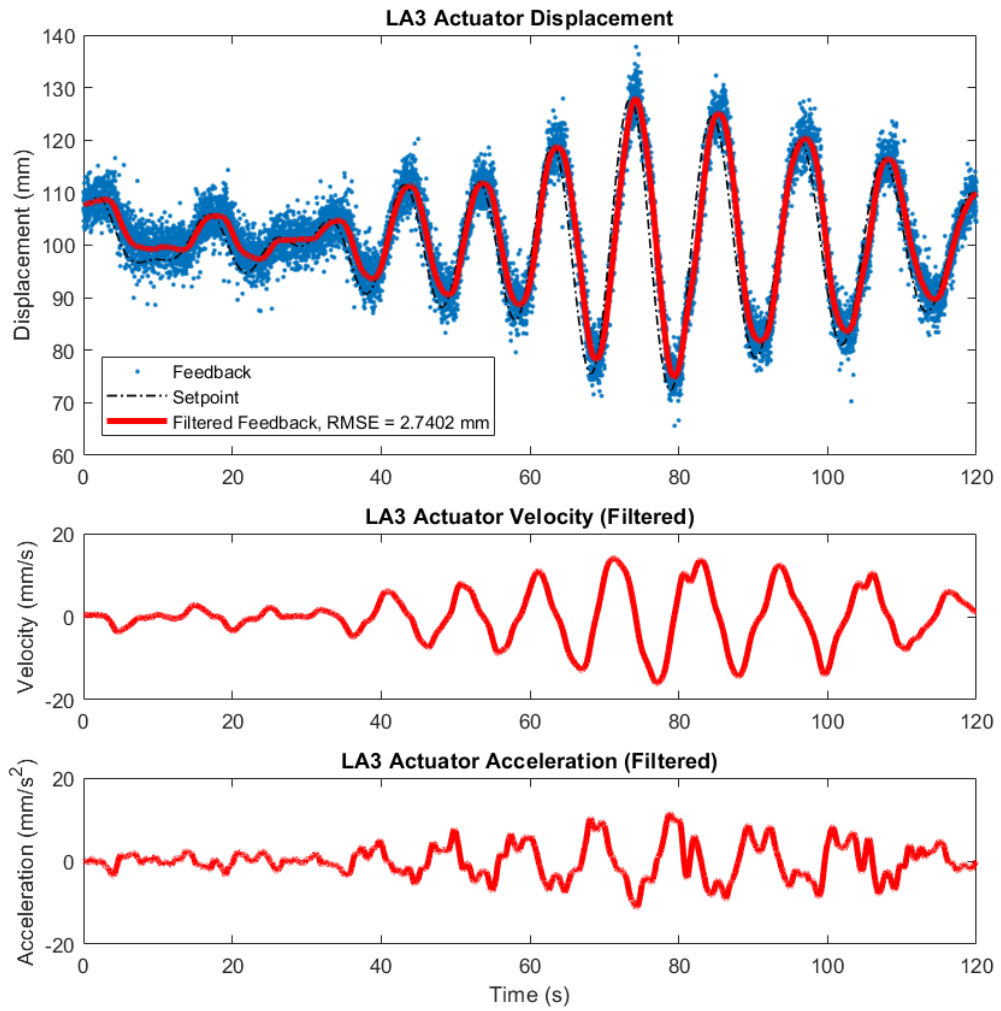 LA3 Actuator Displacement
Displacement (mm)
140
130
120
110
100
90
80
70
60
Feedback
Setpoint
Filtered Feedback, RMSE = 2.7402 mm
0 20 40 60 80 100 120
LA3 Actuator Velocity (Filtered)
Velocity (mm/s)
20
0
-20
0 20 40 60 80 100 120
LA3 Actuator Acceleration (Filtered)
Acceleration (mm/s²)
20
0
-20
0 20 40 60 80 100 120
Time (s)